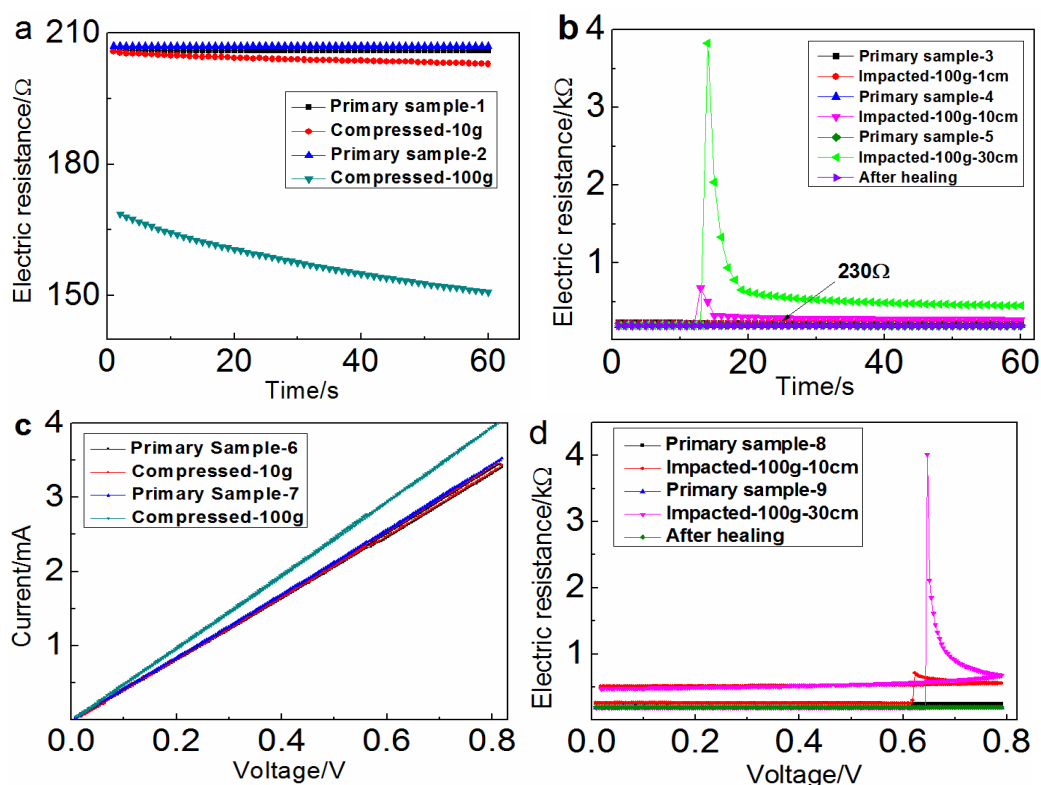 a
210
180
150
Electric resistance/Ω
0
20
40
60
Time/s
Primary sample-1
Compressed-10g
Primary sample-2
Compressed-100g
b
4
3
2
1
Electric resistance/kΩ
0
20
40
60
Time/s
Primary sample-3
Impacted-100g-1cm
Primary sample-4
Impacted-100g-10cm
Primary sample-5
Impacted-100g-30cm
After healing
230Ω
c
4
3
2
1
Current/mA
0.0
0.2
0.4
0.6
0.8
Voltage/V
Primary Sample-6
Compressed-10g
Primary Sample-7
Compressed-100g
d
4
3
2
1
Electric resistance/kΩ
0.0
0.2
0.4
0.6
0.8
Voltage/V
Primary sample-8
Impacted-100g-10cm
Primary sample-9
Impacted-100g-30cm
After healing